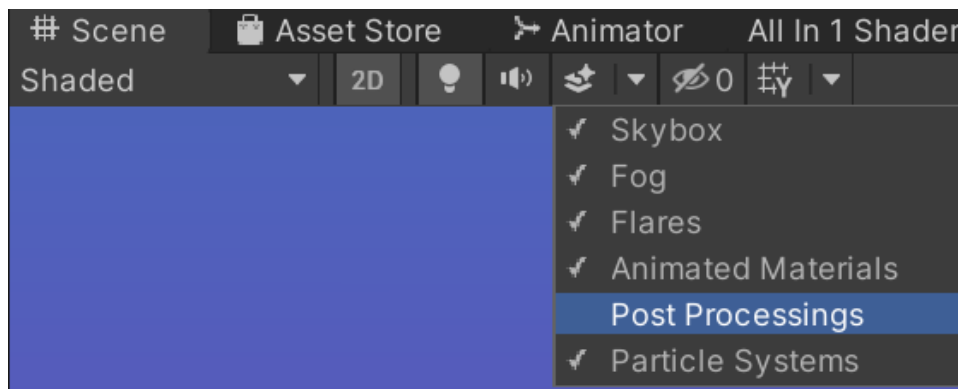 Scene Asset Store Animator All In 1 Shader
Shaded 2D 0 Y
Skybox
Fog
Flares
Animated Materials
Post Processings
Particle Systems